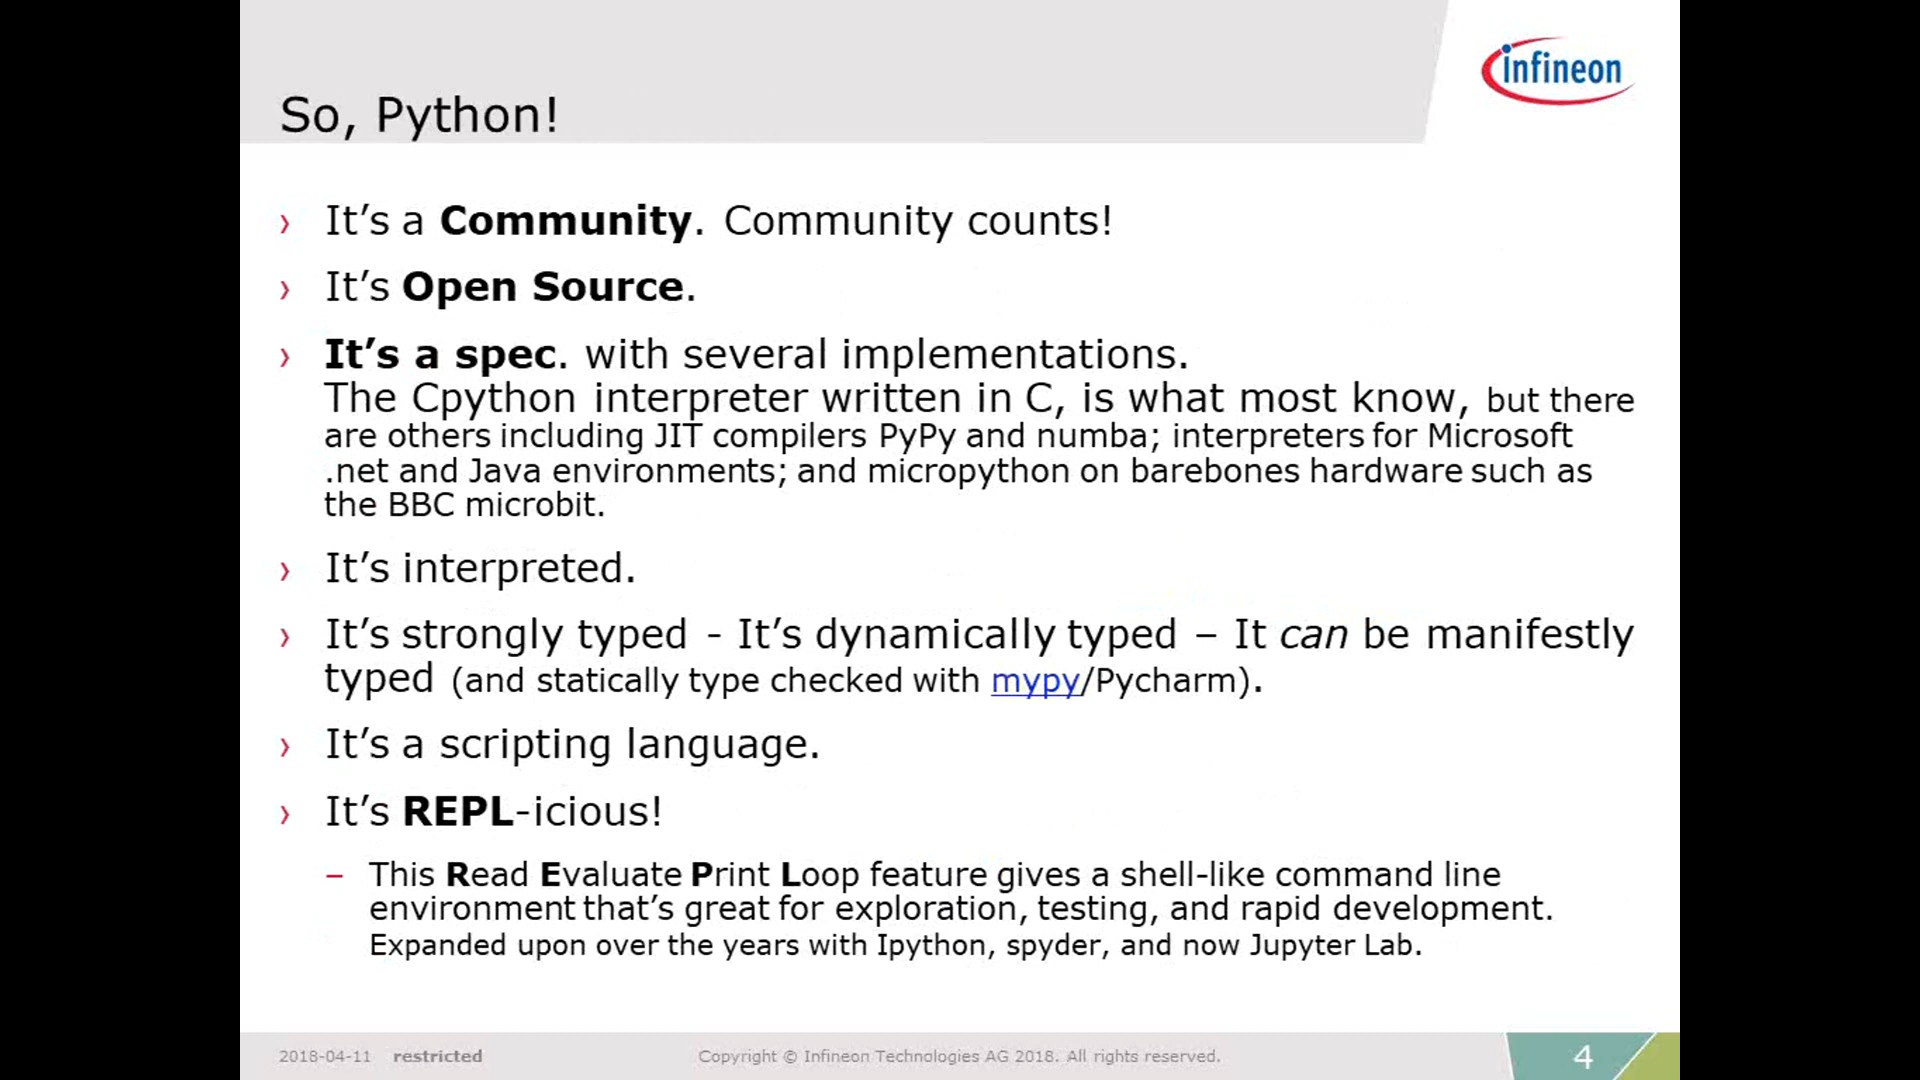 infineon
So, Python!
› It’s a Community. Community counts!
› It’s Open Source.
› It’s a spec. with several implementations.
The Cpython interpreter written in C, is what most know, but there
are others including JIT compilers PyPy and numba; interpreters for Microsoft
.net and Java environments; and micropython on barebones hardware such as
the BBC microbit.
› It’s interpreted.
› It’s strongly typed - It’s dynamically typed – It can be manifestly
typed (and statically type checked with mypy/Pycharm).
› It’s a scripting language.
› It’s REPL-icious!
– This Read Evaluate Print Loop feature gives a shell-like command line
environment that’s great for exploration, testing, and rapid development.
Expanded upon over the years with Ipython, spyder, and now Jupyter Lab.
2018-04-11 restricted Copyright © Infineon Technologies AG 2018. All rights reserved. 4